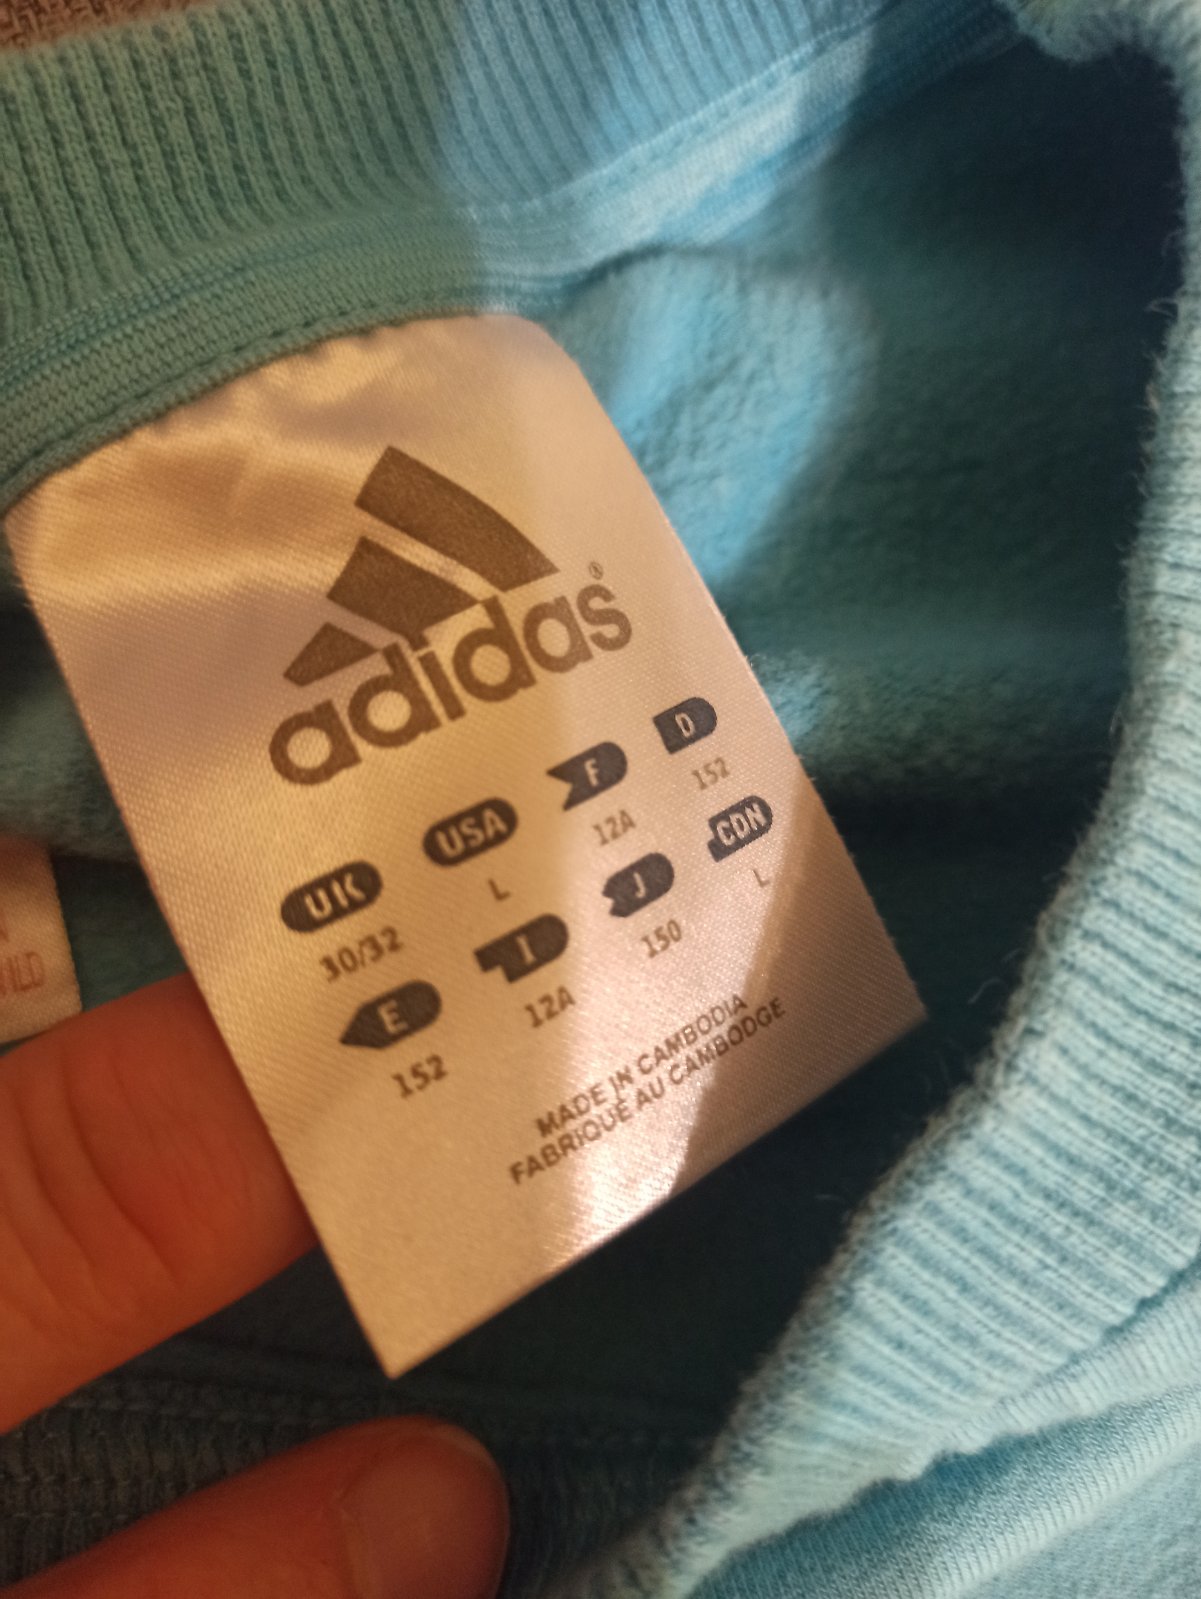 adidas®
UK USA F D
30/32 L 12A 152
E I J CDN
152 12A 150 L
MADE IN CAMBODIA
FABRIQUÉ AU CAMBODGE